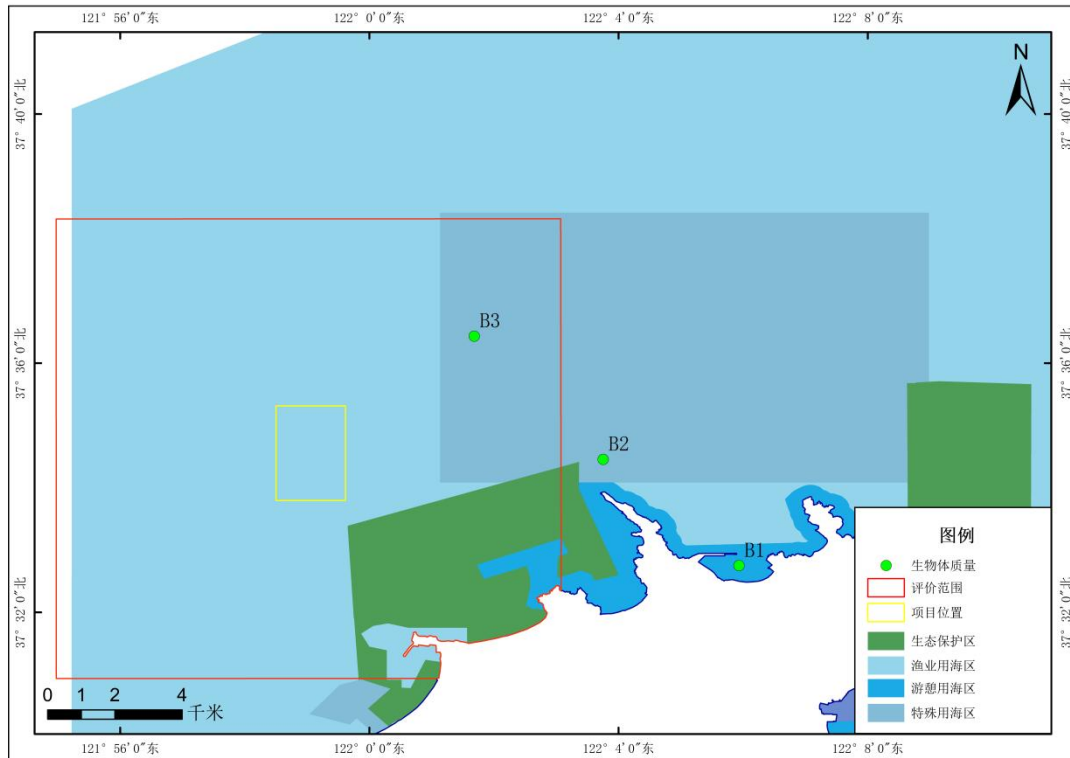 121° 56′0″东 122° 0′0″东 122° 4′0″东 122° 8′0″东
N
37° 40′0″北
37° 40′0″北
37° 36′0″北
37° 36′0″北
37° 32′0″北
37° 32′0″北
B3
B2
B1
图例
生物体质量
评价范围
项目位置
生态保护区
渔业用海区
游憩用海区
特殊用海区
0 1 2 4
千米
121° 56′0″东 122° 0′0″东 122° 4′0″东 122° 8′0″东